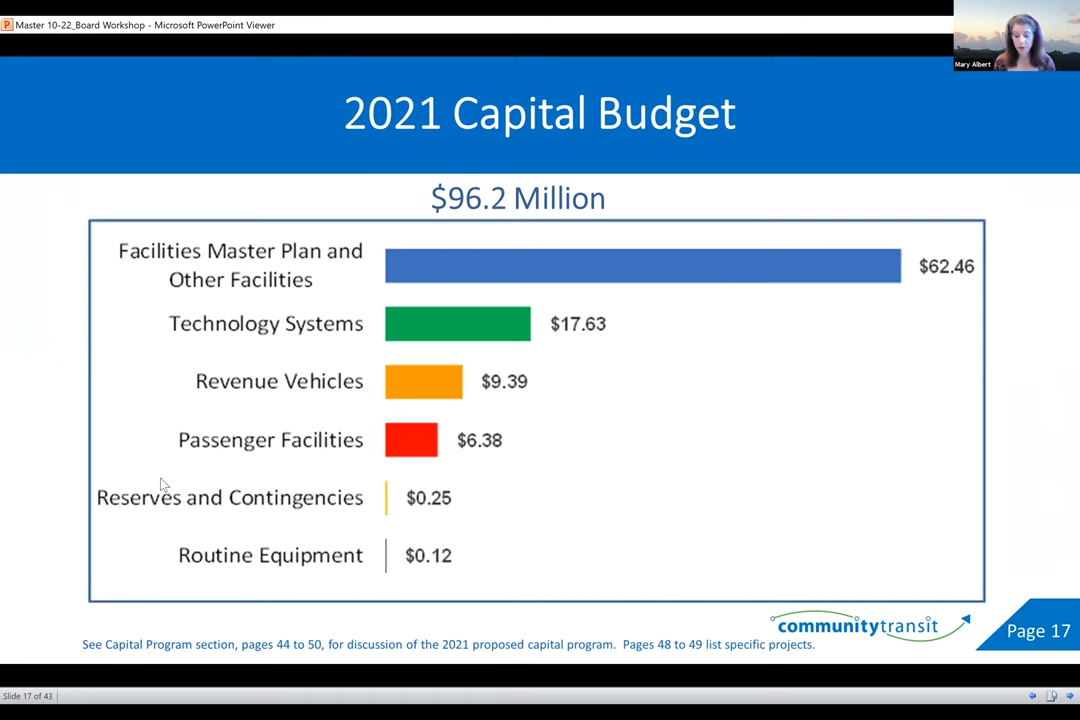 Master 10-22_Board Workshop - Microsoft PowerPoint Viewer
Mary Albert
2021 Capital Budget
$96.2 Million
Facilities Master Plan and
Other Facilities
$62.46
Technology Systems
$17.63
Revenue Vehicles
$9.39
Passenger Facilities
$6.38
Reserves and Contingencies
$0.25
Routine Equipment
$0.12
communitytransit
See Capital Program section, pages 44 to 50, for discussion of the 2021 proposed capital program.  Pages 48 to 49 list specific projects.
Page 17
Slide 17 of 43